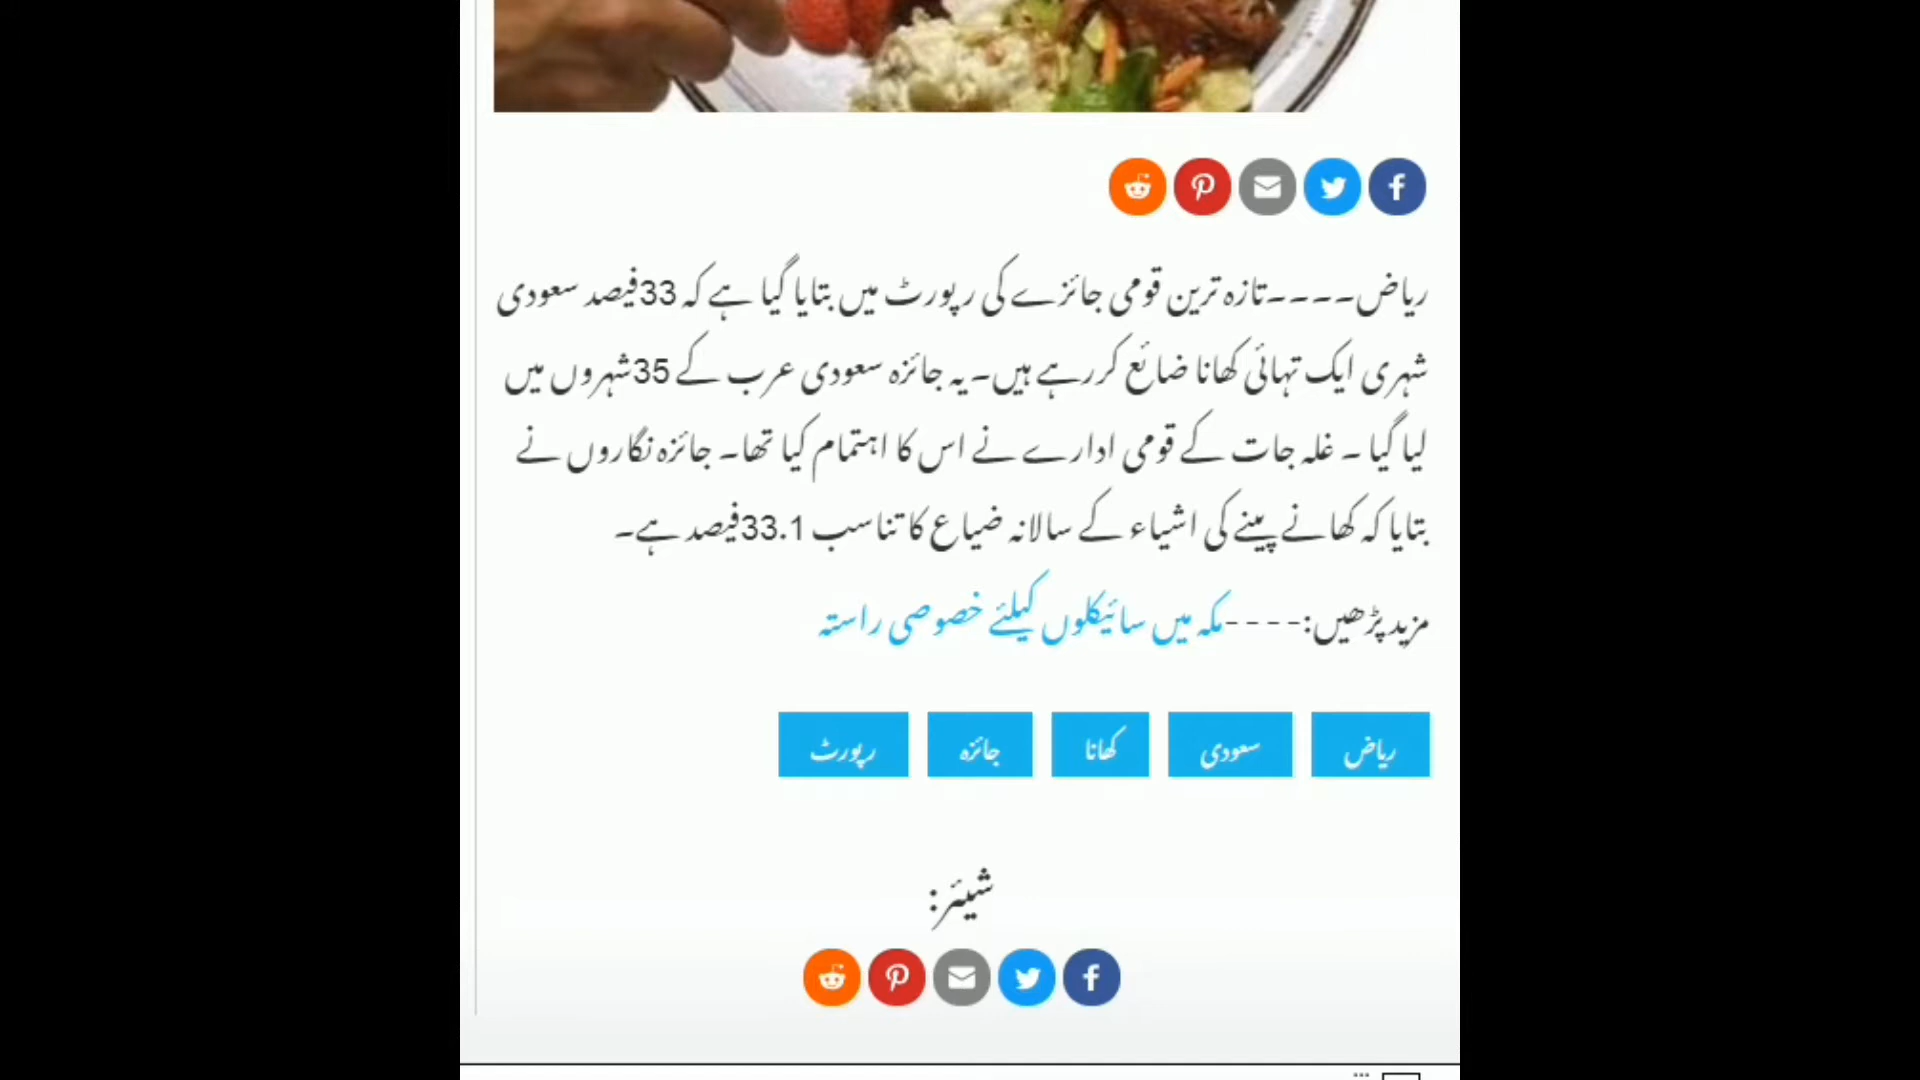 ریاض۔۔۔۔تازہ ترین قومی جائزے کی رپورٹ میں بتایا گیا ہے کہ 33فیصد سعودی
شہری ایک تہائی کھانا ضائع کررہے ہیں۔ یہ جائزہ سعودی عرب کے 35شہروں میں
لیا گیا ۔ غلہ جات کے قومی ادارے نے اس کا اہتمام کیا تھا۔ جائزہ نگاروں نے
بتایا کہ کھانے پینے کی اشیاء کے سالانہ ضیاع کا تناسب 33.1فیصد ہے۔
مزید پڑھیں:----مکہ میں سائیکلوں کیلئے خصوصی راستہ
ریاض سعودی کھانا جائزہ رپورٹ
شیئر: